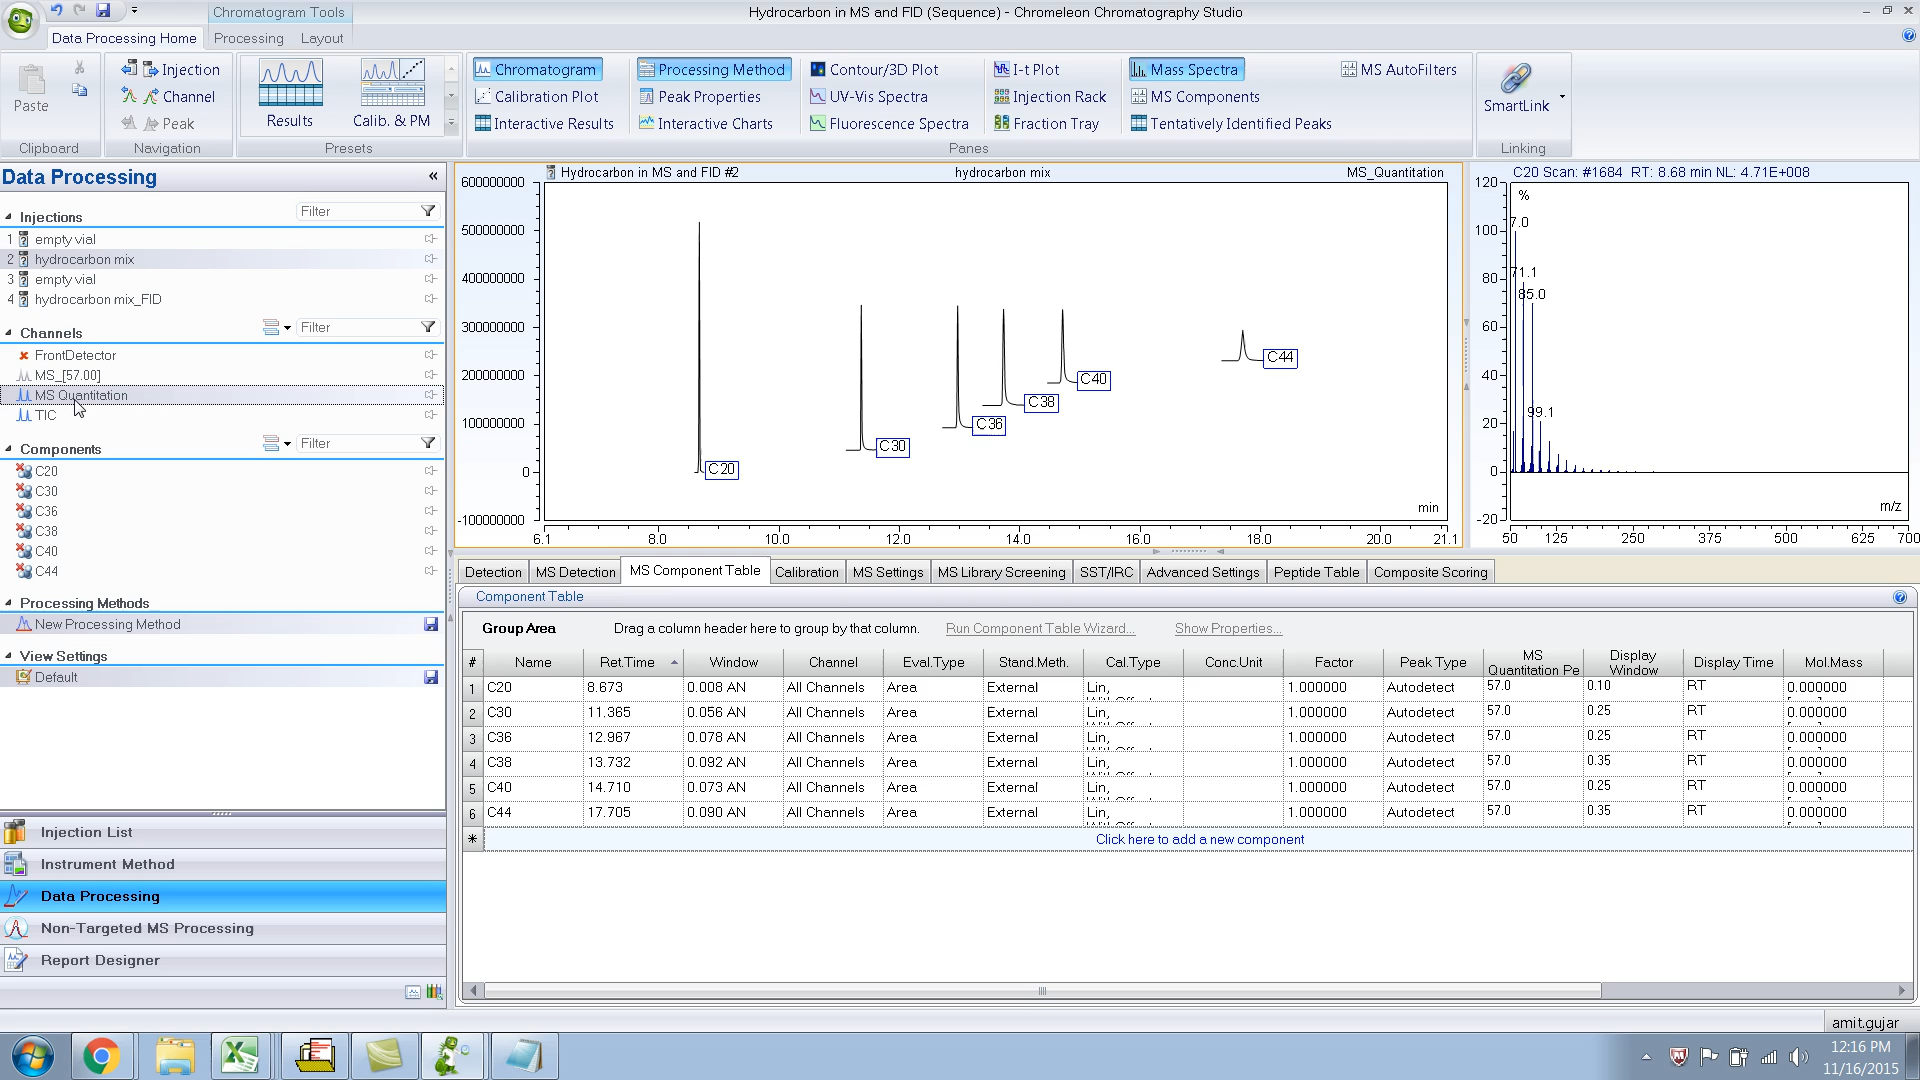 Chromatogram Tools
Hydrocarbon in MS and FID (Sequence) - Chromeleon Chromatography Studio
Data Processing Home
Processing
Layout
Paste
Clipboard
Injection
Channel
Peak
Navigation
Results
Calib. & PM
Presets
Chromatogram
Processing Method
Contour/3D Plot
I-t Plot
Mass Spectra
MS AutoFilters
Calibration Plot
Peak Properties
UV-Vis Spectra
Injection Rack
MS Components
Interactive Results
Interactive Charts
Fluorescence Spectra
Fraction Tray
Tentatively Identified Peaks
Panes
SmartLink
Linking
Data Processing
«
Injections
Filter
1 empty vial
2 hydrocarbon mix
3 empty vial
4 hydrocarbon mix_FID
Channels
Filter
FrontDetector
MS_[57.00]
MS Quantitation
TIC
Components
Filter
C20
C30
C36
C38
C40
C44
Processing Methods
New Processing Method
View Settings
Default
Injection List
Instrument Method
Data Processing
Non-Targeted MS Processing
Report Designer
Hydrocarbon in MS and FID #2
hydrocarbon mix
MS_Quantitation
600000000
500000000
400000000
300000000
200000000
100000000
0
-100000000
C20
C30
C36
C38
C40
C44
min
6.1 8.0 10.0 12.0 14.0 16.0 18.0 20.0 21.1
C20 Scan: #1684 RT: 8.68 min NL: 4.71E+008
120
100
80
60
40
20
0
-20
%
7.0
71.1
85.0
99.1
m/z
50 125 250 375 500 625 700
Detection
MS Detection
MS Component Table
Calibration
MS Settings
MS Library Screening
SST/IRC
Advanced Settings
Peptide Table
Composite Scoring
Component Table
Group Area
Drag a column header here to group by that column.
Run Component Table Wizard...
Show Properties...
# Name Ret.Time Window Channel Eval.Type Stand.Meth. Cal.Type Conc.Unit Factor Peak Type MS Quantitation Pe Display Window Display Time Mol.Mass
1 C20 8.673 0.008 AN All Channels Area External Lin, 1.000000 Autodetect 57.0 0.10 RT 0.000000
2 C30 11.365 0.056 AN All Channels Area External Lin, 1.000000 Autodetect 57.0 0.25 RT 0.000000
3 C36 12.967 0.078 AN All Channels Area External Lin, 1.000000 Autodetect 57.0 0.25 RT 0.000000
4 C38 13.732 0.092 AN All Channels Area External Lin, 1.000000 Autodetect 57.0 0.35 RT 0.000000
5 C40 14.710 0.073 AN All Channels Area External Lin, 1.000000 Autodetect 57.0 0.25 RT 0.000000
6 C44 17.705 0.090 AN All Channels Area External Lin, 1.000000 Autodetect 57.0 0.35 RT 0.000000
* Click here to add a new component
amit.gujar
12:16 PM
11/16/2015